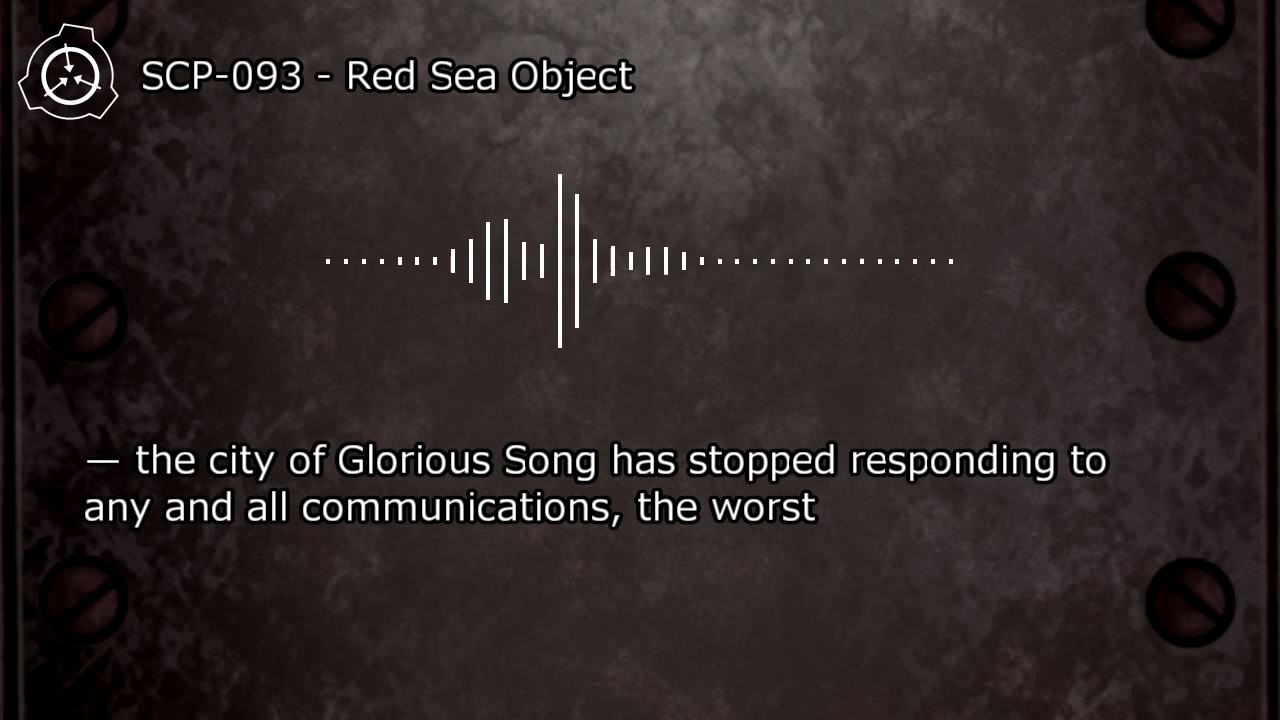 SCP-093 - Red Sea Object
— the city of Glorious Song has stopped responding to
any and all communications, the worst